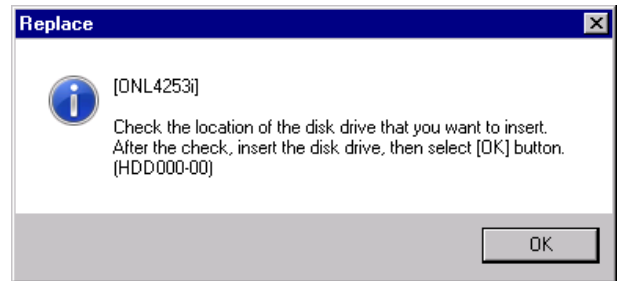 Replace
[ONL4253i]
Check the location of the disk drive that you want to insert.
After the check, insert the disk drive, then select [OK] button.
(HDD000-00)
OK